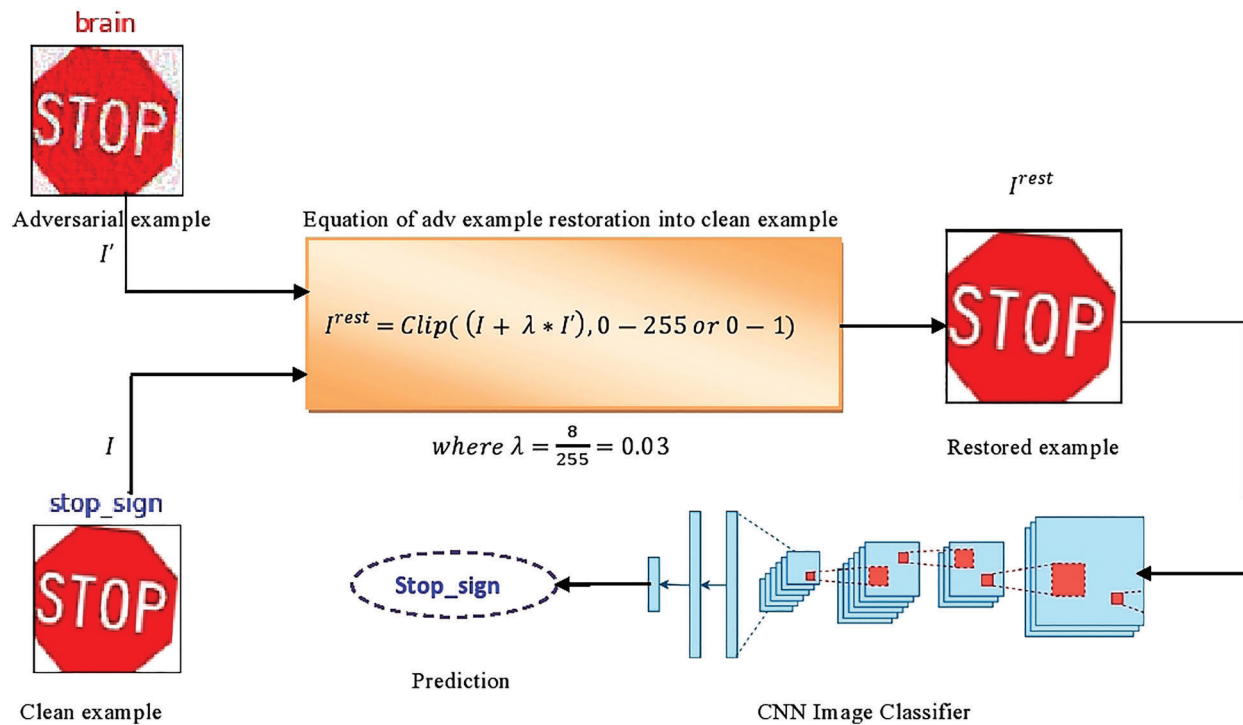 brain
STOP
Adversarial example
I'
Equation of adv example restoration into clean example
I^{rest} = Clip( (I + λ * I'), 0 − 255 or 0 − 1)
where λ = \frac{8}{255} = 0.03
I^{rest}
STOP
Restored example
I
stop_sign
STOP
Clean example
Stop_sign
Prediction
CNN Image Classifier